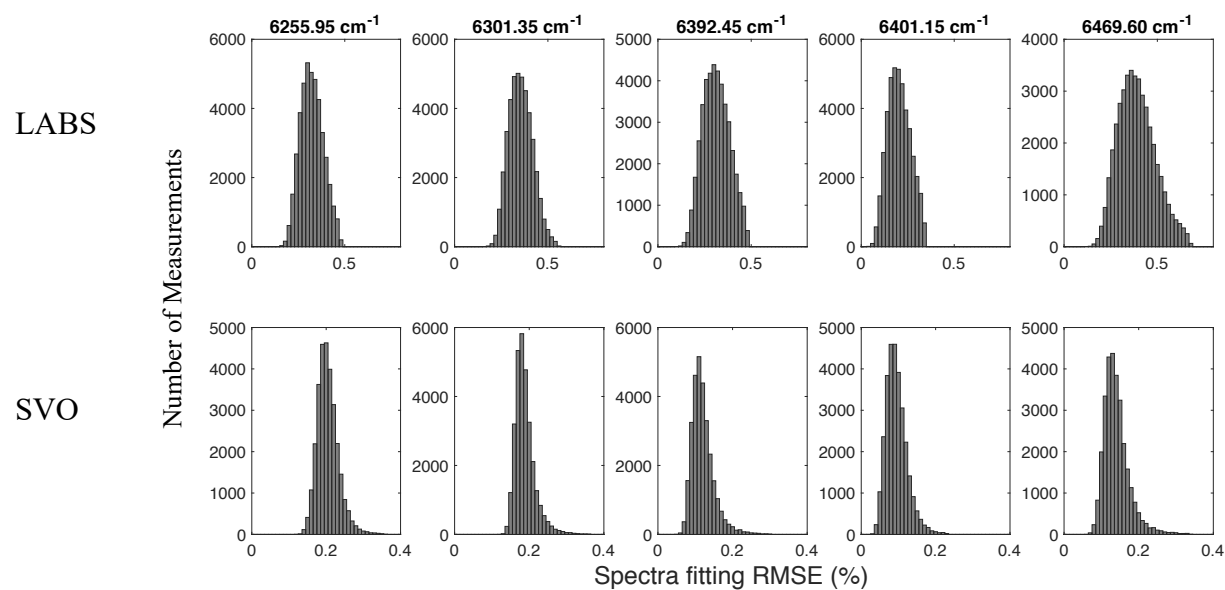 6255.95 cm-1 6301.35 cm-1 6392.45 cm-1 6401.15 cm-1 6469.60 cm-1
LABS
6000 4000 2000 0
0 0.5
6000 4000 2000 0
0 0.5
5000 4000 3000 2000 1000 0
0 0.5
6000 4000 2000 0
0 0.5
4000 3000 2000 1000 0
0 0.5
Number of Measurements
SVO
5000 4000 3000 2000 1000 0
0 0.2 0.4
6000 4000 2000 0
0 0.2 0.4
6000 4000 2000 0
0 0.2 0.4
5000 4000 3000 2000 1000 0
0 0.2 0.4
5000 4000 3000 2000 1000 0
0 0.2 0.4
Spectra fitting RMSE (%)